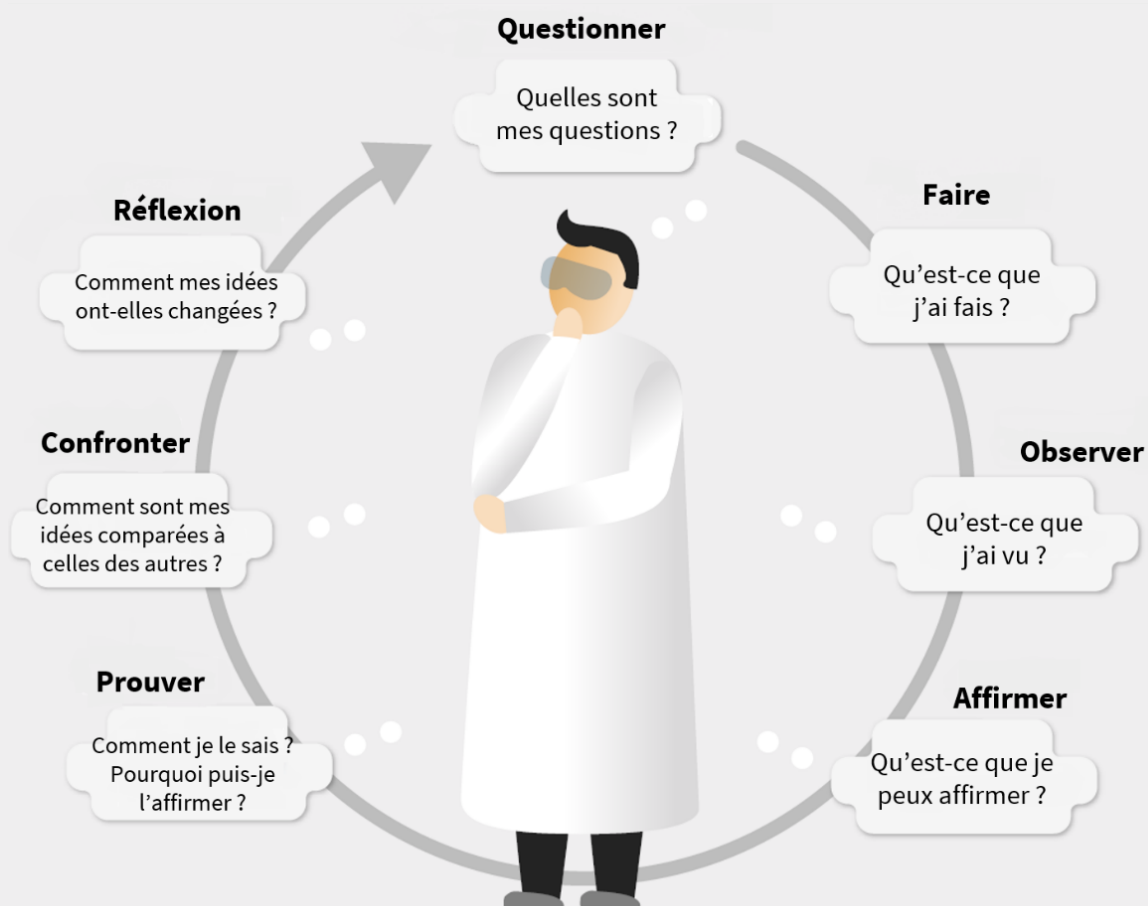 Questionner
Quelles sont
mes questions ?
Faire
Qu’est-ce que
j’ai fais ?
Observer
Qu’est-ce que
j’ai vu ?
Affirmer
Qu’est-ce que je
peux affirmer ?
Prouver
Comment je le sais ?
Pourquoi puis-je
l’affirmer ?
Confronter
Comment sont mes
idées comparées à
celles des autres ?
Réflexion
Comment mes idées
ont-elles changées ?